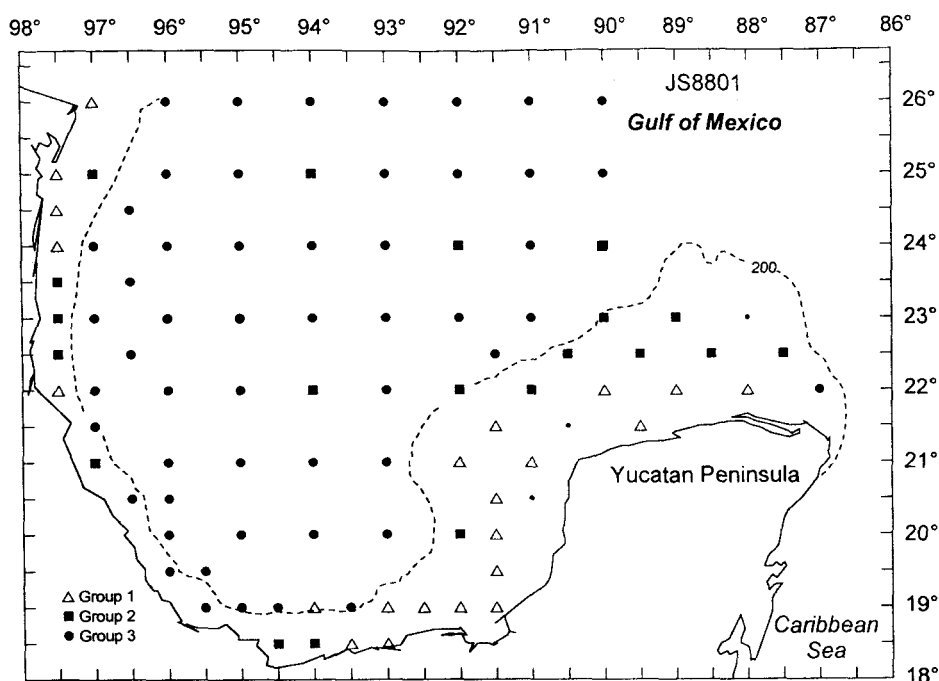 98° 97° 96° 95° 94° 93° 92° 91° 90° 89° 88° 87° 86°
JS8801
26°
Gulf of Mexico
25°
24°
200
23°
22°
21°
Yucatan Peninsula
20°
Group 1
19°
Group 2
Group 3
Caribbean
Sea
18°